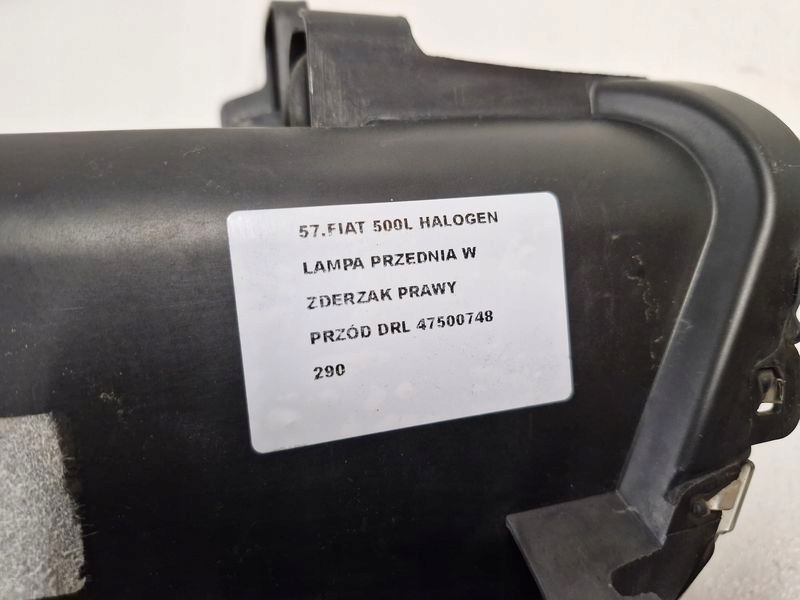 57.FIAT 500L HALOGEN
LAMPA PRZEDNIA W
ZDERZAK PRAWY
PRZÓD DRL 47500748
290